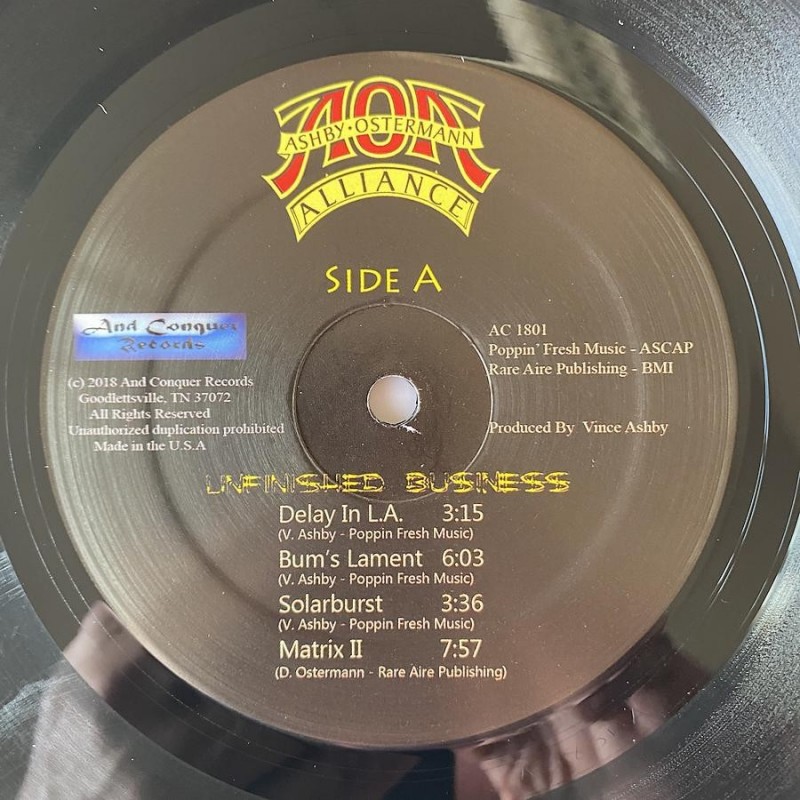 AOA
ASHBY · OSTERMANN
ALLIANCE
SIDE A
And Conquer
Records
(c) 2018 And Conquer Records
Goodlettsville, TN 37072
All Rights Reserved
Unauthorized duplication prohibited
Made in the U.S.A
AC 1801
Poppin' Fresh Music - ASCAP
Rare Aire Publishing - BMI
Produced By Vince Ashby
UNFINISHED BUSINESS
Delay In L.A. 3:15
(V. Ashby - Poppin Fresh Music)
Bum's Lament 6:03
(V. Ashby - Poppin Fresh Music)
Solarburst 3:36
(V. Ashby - Poppin Fresh Music)
Matrix II 7:57
(D. Ostermann - Rare Aire Publishing)